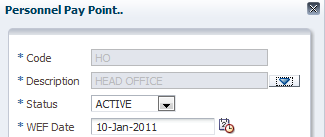 Personnel Pay Point..
* Code HO
* Description HEAD OFFICE
* Status ACTIVE
* WEF Date 10-Jan-2011